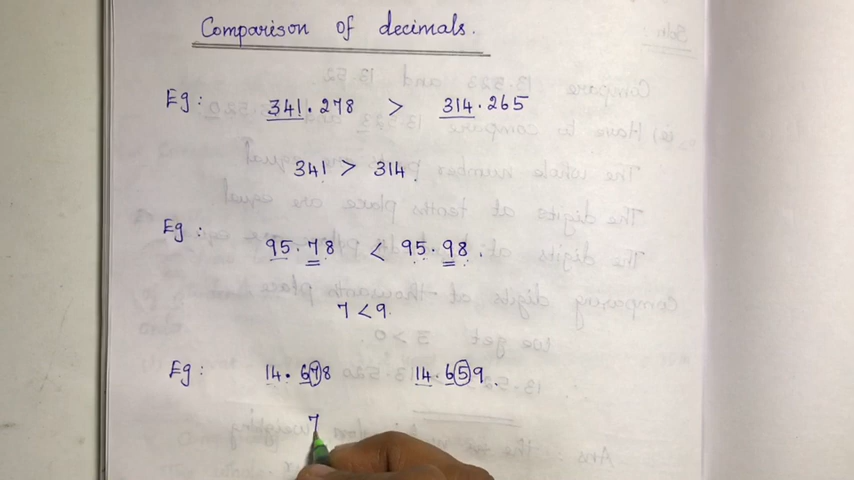 Comparison of decimals.
Eg: 341.278 > 314.265
341 > 314.
Eg: 95.78 < 95.98.
7 < 9.
Eg: 14.678 14.659.
7